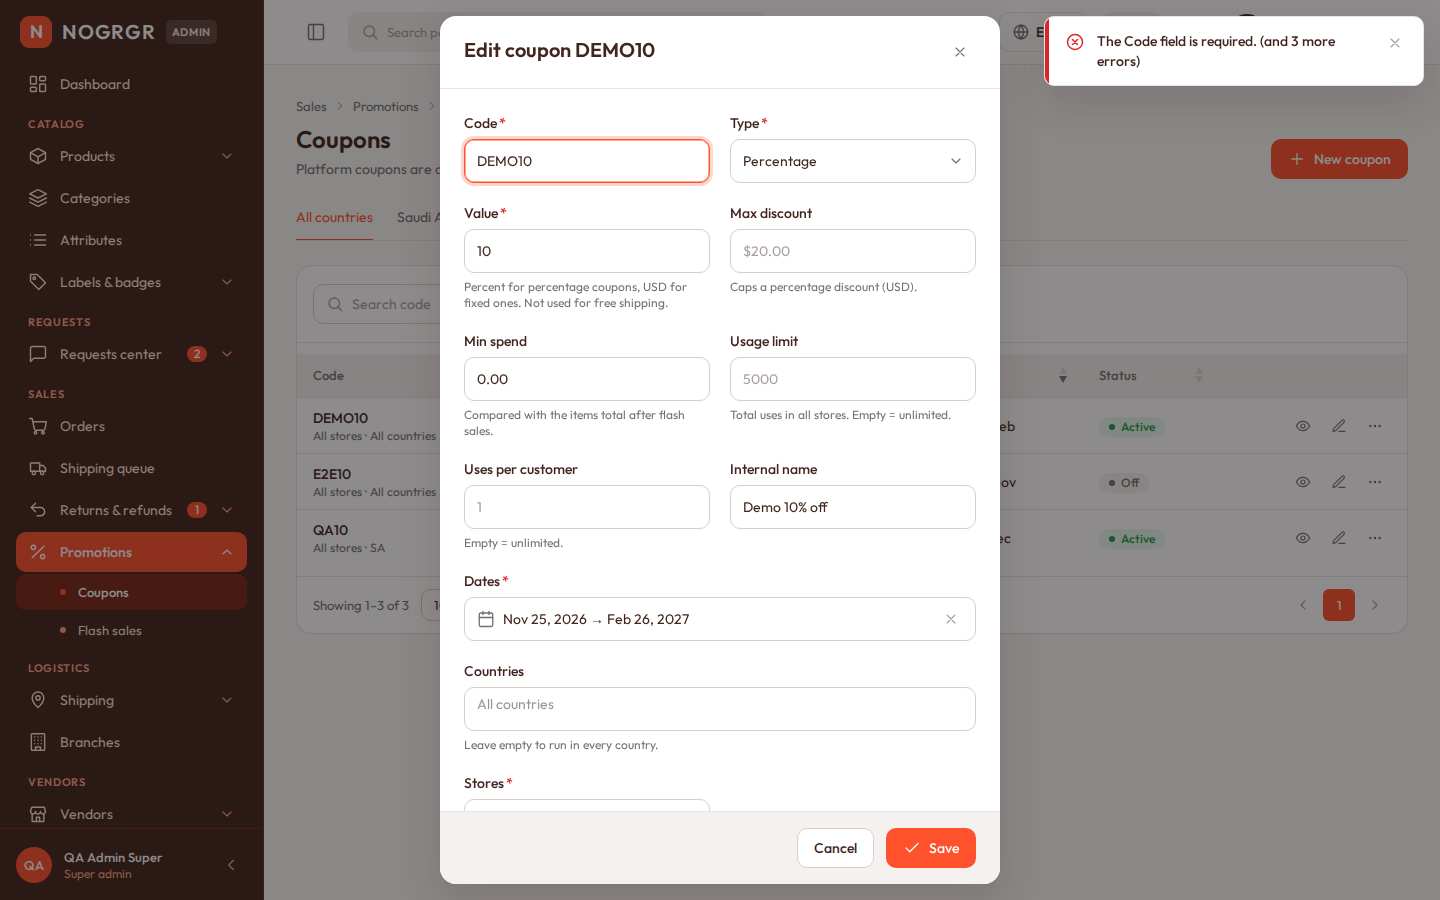 NOGRGR ADMIN
Dashboard
CATALOG
Products
Categories
Attributes
Labels & badges
REQUESTS
Requests center 2
SALES
Orders
Shipping queue
Returns & refunds 1
Promotions
Coupons
Flash sales
LOGISTICS
Shipping
Branches
VENDORS
Vendors
QA QA Admin Super
Super admin
Sales Promotions
Coupons
Platform coupons are
New coupon
All countries Saudi
Search code
Code Status
DEMO10
All stores · All countries
Active
E2E10
All stores · All countries
Off
QA10
All stores · SA
Active
Showing 1–3 of 3
1
Edit coupon DEMO10
Code*
DEMO10
Type*
Percentage
Value*
10
Percent for percentage coupons, USD for
fixed ones. Not used for free shipping.
Max discount
$20.00
Caps a percentage discount (USD).
Min spend
0.00
Compared with the items total after flash
sales.
Usage limit
5000
Total uses in all stores. Empty = unlimited.
Uses per customer
1
Empty = unlimited.
Internal name
Demo 10% off
Dates*
Nov 25, 2026 → Feb 26, 2027
Countries
All countries
Leave empty to run in every country.
Stores*
Cancel
Save
The Code field is required. (and 3 more
errors)